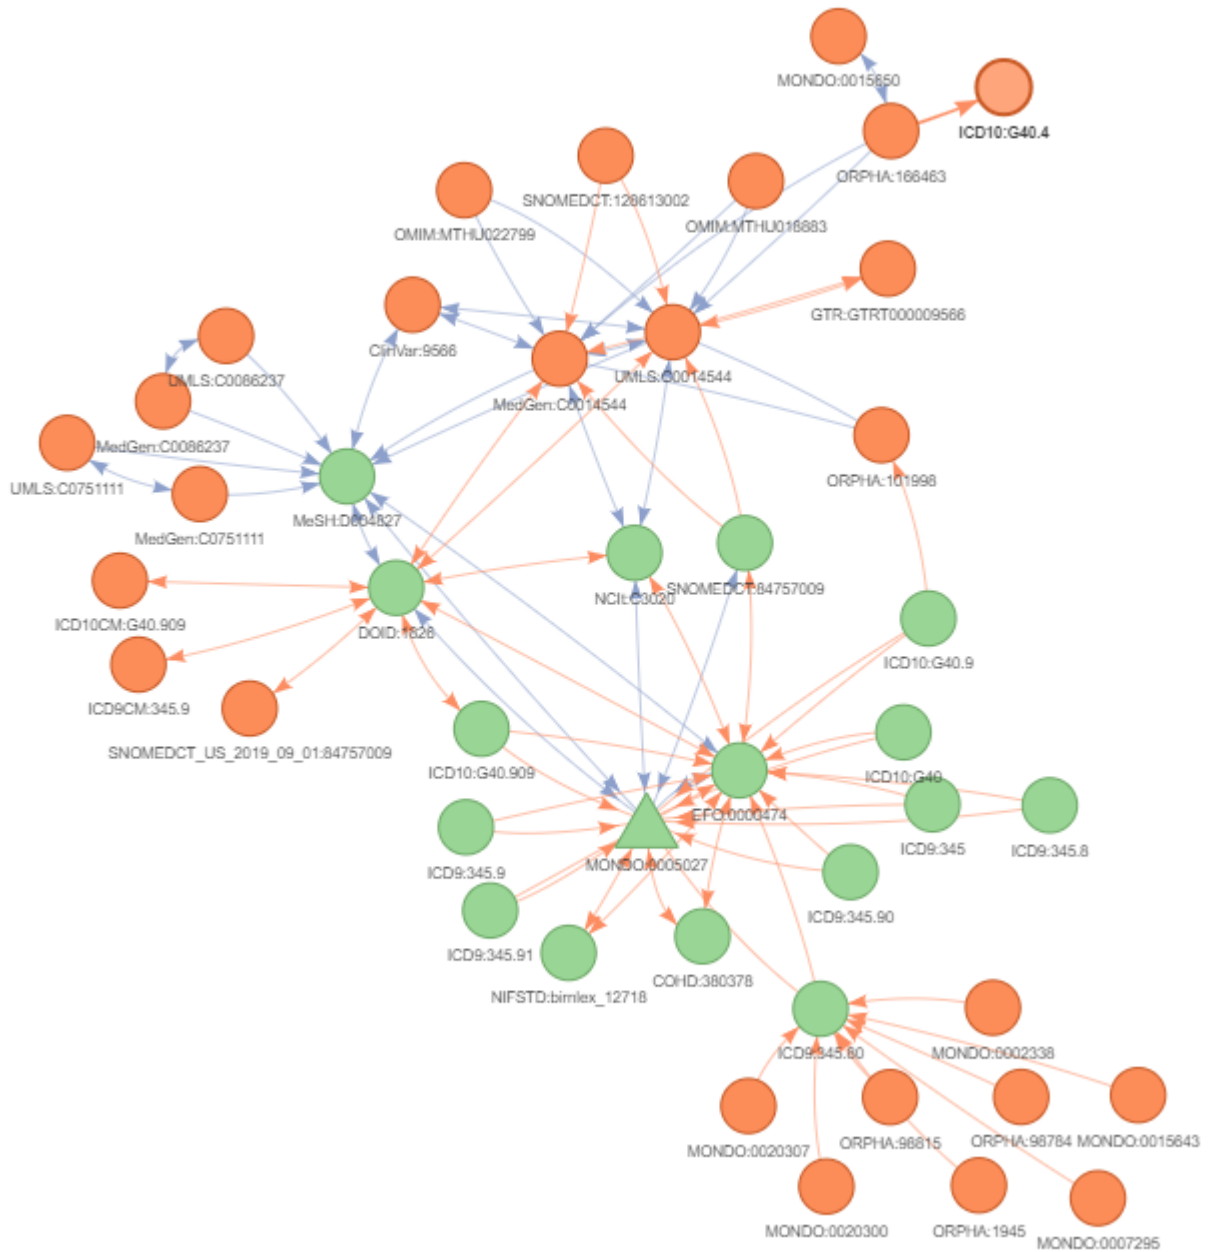 MONDO:0015650
ICD10:G40.4
ORPHA:166463
SNOMEDCT:128613002
OMIM:MTHU018883
OMIM:MTHU022799
GTR:GTRT000009566
ClinVar:9566
UMLS:C0014544
UMLS:C0086237
MedGen:C0014544
MedGen:C0086237
ORPHA:101998
UMLS:C0751111
MeSH:D004827
MedGen:C0751111
SNOMEDCT:84757009
NCIt:C3020
ICD10CM:G40.909
DOID:1826
ICD10:G40.9
ICD9CM:345.9
SNOMEDCT_US_2019_09_01:84757009
ICD10:G40.909
ICD10:G40
EFO:0000474
ICD9:345
ICD9:345.8
MONDO:0005027
ICD9:345.9
ICD9:345.90
ICD9:345.91
COHD:380378
NIFSTD:birnlex_12718
ICD9:345.80
MONDO:0002338
MONDO:0020307
ORPHA:98815
ORPHA:98784
MONDO:0015643
MONDO:0020300
ORPHA:1945
MONDO:0007295